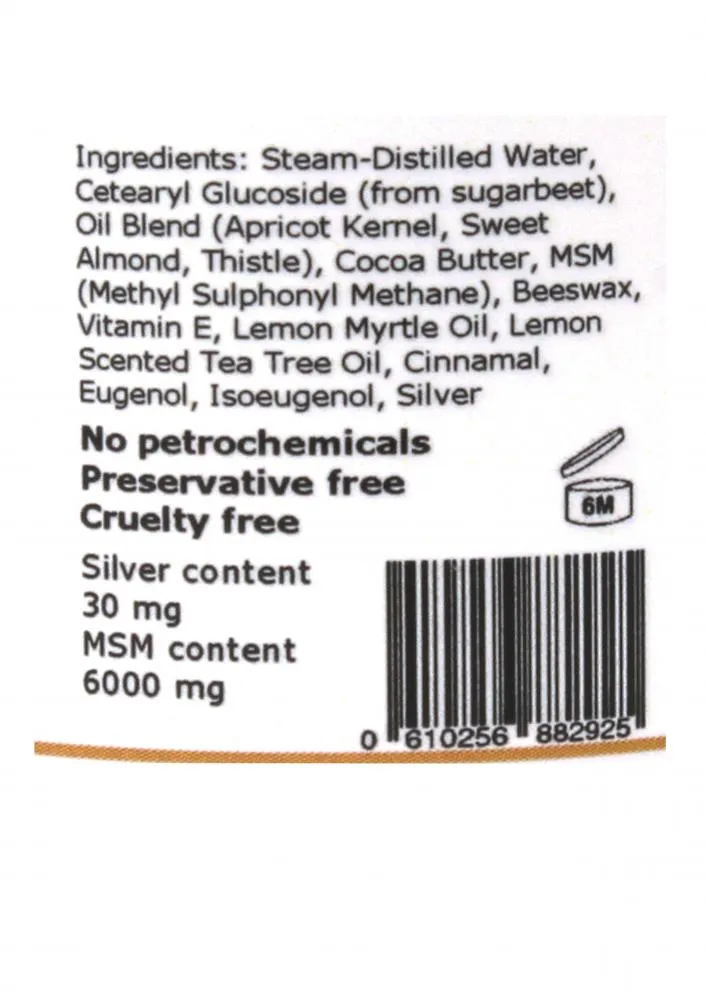 Ingredients: Steam-Distilled Water,
Cetearyl Glucoside (from sugarbeet),
Oil Blend (Apricot Kernel, Sweet
Almond, Thistle), Cocoa Butter, MSM
(Methyl Sulphonyl Methane), Beeswax,
Vitamin E, Lemon Myrtle Oil, Lemon
Scented Tea Tree Oil, Cinnamal,
Eugenol, Isoeugenol, Silver
No petrochemicals
Preservative free
Cruelty free
6M
Silver content
30 mg
MSM content
6000 mg
0 610256 882925